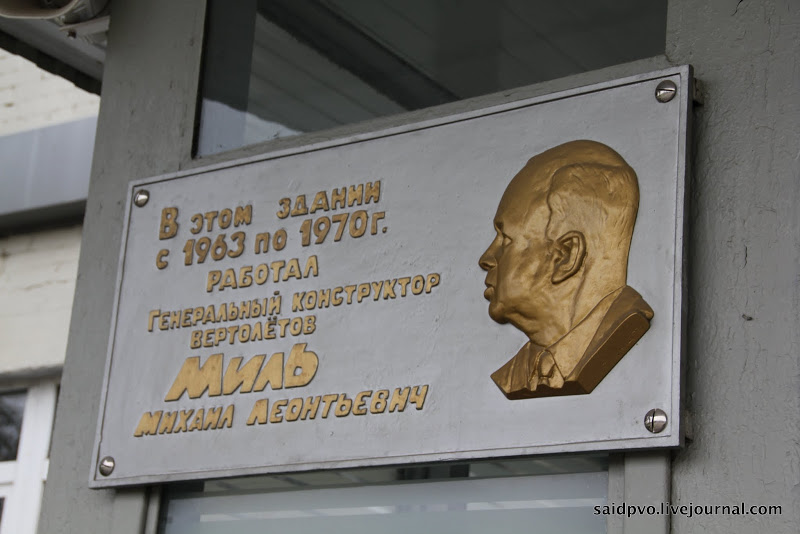 В ЭТОМ ЗДАНИИ
С 1963 ПО 1970 Г.
РАБОТАЛ
ГЕНЕРАЛЬНЫЙ КОНСТРУКТОР
ВЕРТОЛЁТОВ
МИЛЬ
МИХАИЛ ЛЕОНТЬЕВИЧ
saidpvo.livejournal.com